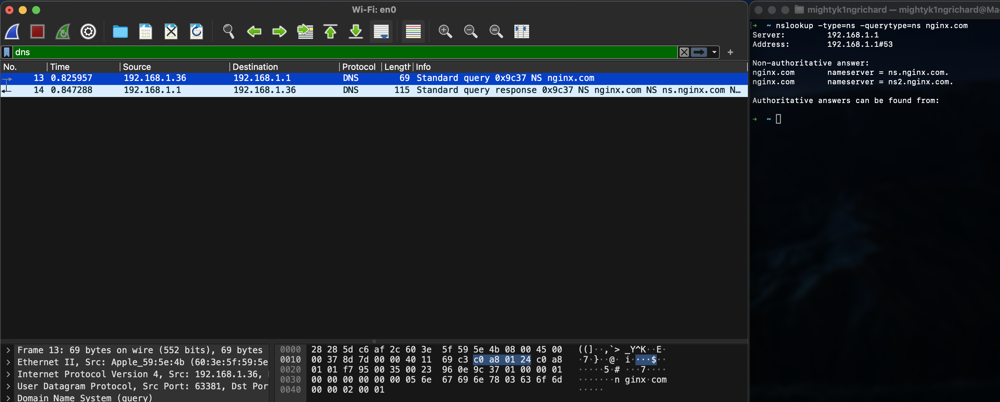 Wi-Fi: en0
dns
No. Time Source Destination Protocol Length Info
13 0.825957 192.168.1.36 192.168.1.1 DNS 69 Standard query 0x9c37 NS nginx.com
14 0.847288 192.168.1.1 192.168.1.36 DNS 115 Standard query response 0x9c37 NS nginx.com NS ns.nginx.com N…
Frame 13: 69 bytes on wire (552 bits), 69 bytes
Ethernet II, Src: Apple_59:5e:4b (60:3e:5f:59:5e
Internet Protocol Version 4, Src: 192.168.1.36,
User Datagram Protocol, Src Port: 63381, Dst Por
Domain Name System (query)
0000 28 28 5d c6 af 2c 60 3e 5f 59 5e 4b 08 00 45 00 ((]··,`> _Y^K··E·
0010 00 37 8d 7d 00 00 40 11 69 c3 c0 a8 01 24 c0 a8 ·7·}··@· i····$··
0020 01 01 f7 95 00 35 00 23 96 0e 9c 37 01 00 00 01 ·····5·# ···7····
0030 00 00 00 00 00 00 05 6e 67 69 6e 78 03 63 6f 6d ·······n ginx·com
0040 00 00 02 00 01 ·····
mightyk1ngrichard — mightyk1ngrichard@Ma
➜ ~ nslookup -type=ns -querytype=ns nginx.com
Server: 192.168.1.1
Address: 192.168.1.1#53
Non-authoritative answer:
nginx.com nameserver = ns.nginx.com.
nginx.com nameserver = ns2.nginx.com.
Authoritative answers can be found from:
➜ ~